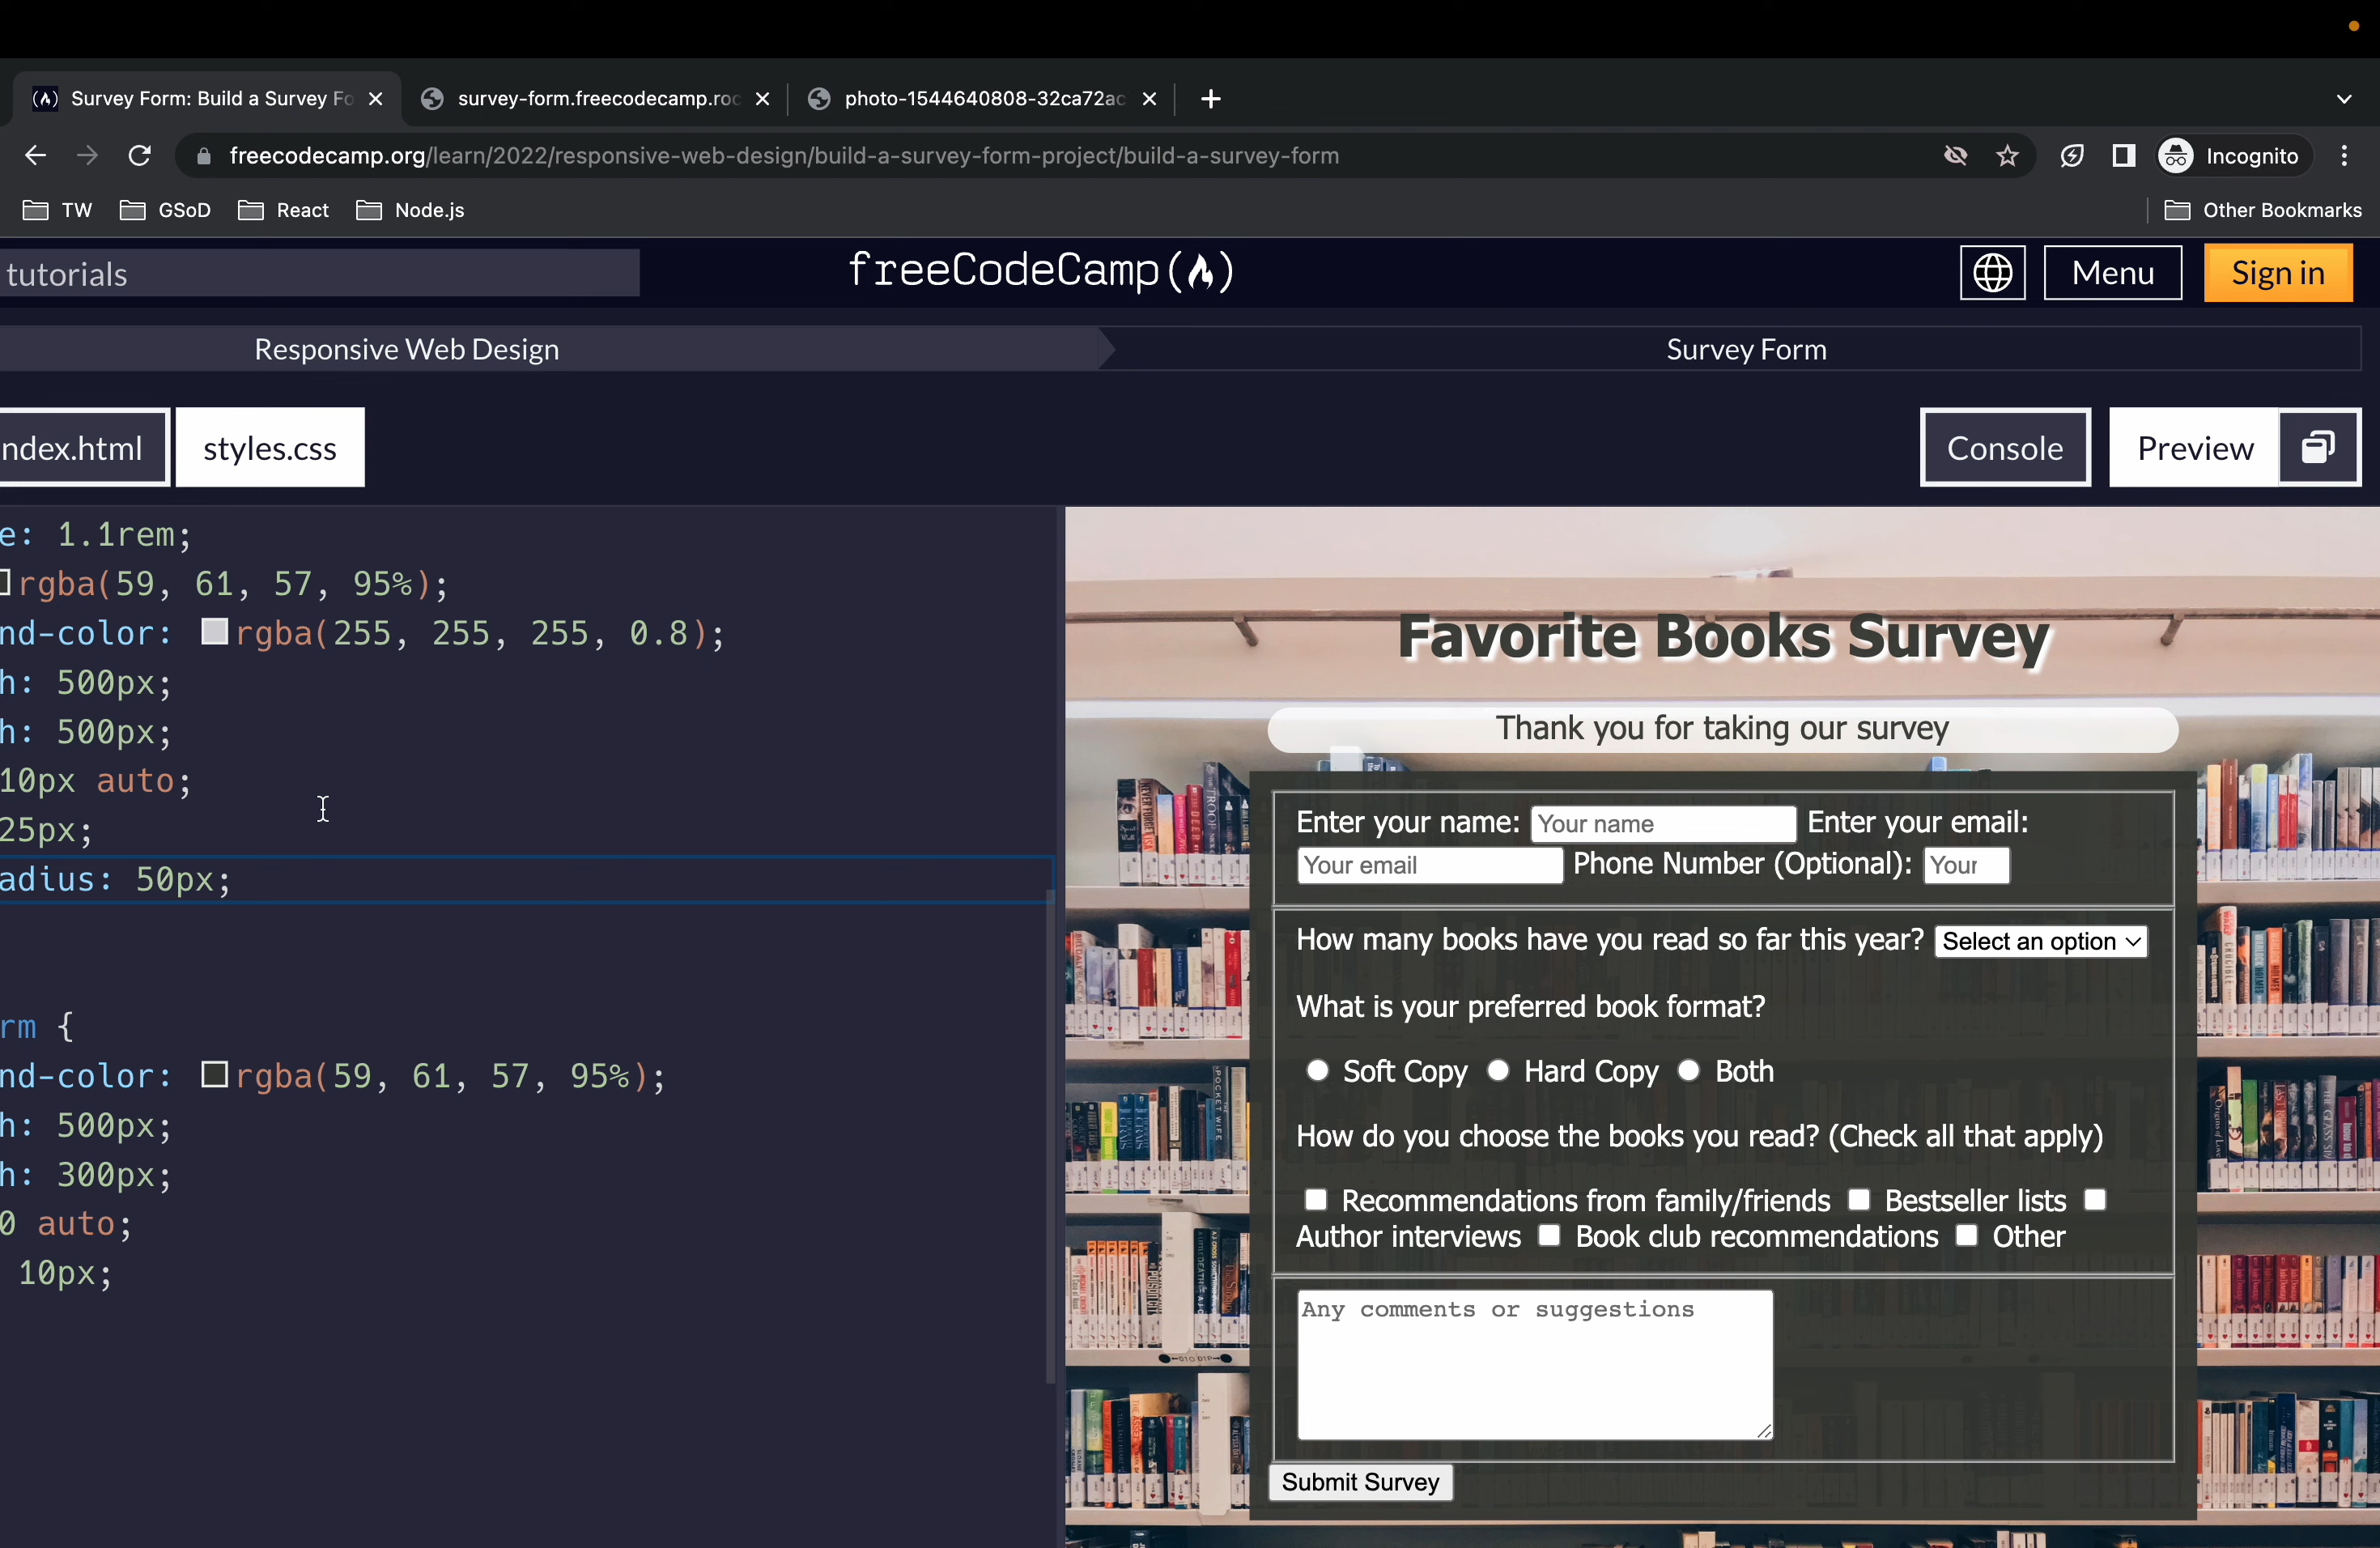 Survey Form: Build a Survey Fo
survey-form.freecodecamp.roc
photo-1544640808-32ca72ac
freecodecamp.org/learn/2022/responsive-web-design/build-a-survey-form-project/build-a-survey-form
Incognito
TW GSoD React Node.js Other Bookmarks
tutorials
freeCodeCamp
Menu
Sign in
Responsive Web Design
Survey Form
ndex.html
styles.css
Console
Preview
e: 1.1rem;
rgba(59, 61, 57, 95%);
nd-color: rgba(255, 255, 255, 0.8);
h: 500px;
h: 500px;
10px auto;
25px;
adius: 50px;
rm {
nd-color: rgba(59, 61, 57, 95%);
h: 500px;
h: 300px;
0 auto;
10px;
Favorite Books Survey
Thank you for taking our survey
Enter your name: Your name Enter your email:
Your email Phone Number (Optional): Your
How many books have you read so far this year? Select an option
What is your preferred book format?
Soft Copy Hard Copy Both
How do you choose the books you read? (Check all that apply)
Recommendations from family/friends Bestseller lists
Author interviews Book club recommendations Other
Any comments or suggestions
Submit Survey